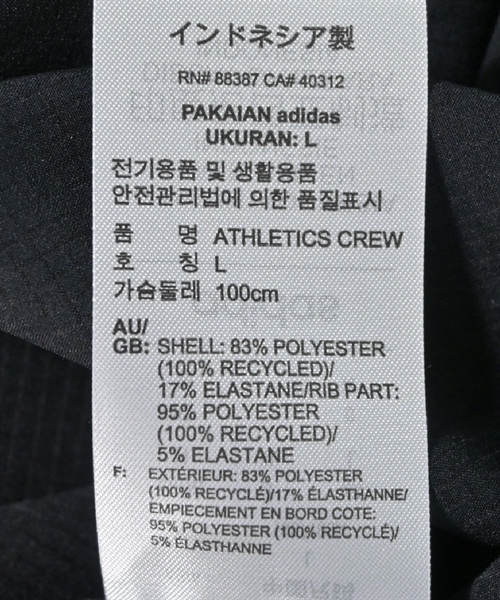 インドネシア製
RN# 88387 CA# 40312
PAKAIAN adidas
UKURAN: L
전기용품 및 생활용품
안전관리법에 의한 품질표시
품 명 ATHLETICS CREW
호 칭 L
가슴둘레 100cm
AU/
GB: SHELL: 83% POLYESTER
(100% RECYCLED)/
17% ELASTANE/RIB PART:
95% POLYESTER
(100% RECYCLED)/
5% ELASTANE
F: EXTÉRIEUR: 83% POLYESTER
(100% RECYCLÉ)/17% ÉLASTHANNE/
EMPIECEMENT EN BORD COTE:
95% POLYESTER (100% RECYCLÉ)/
5% ÉLASTHANNE